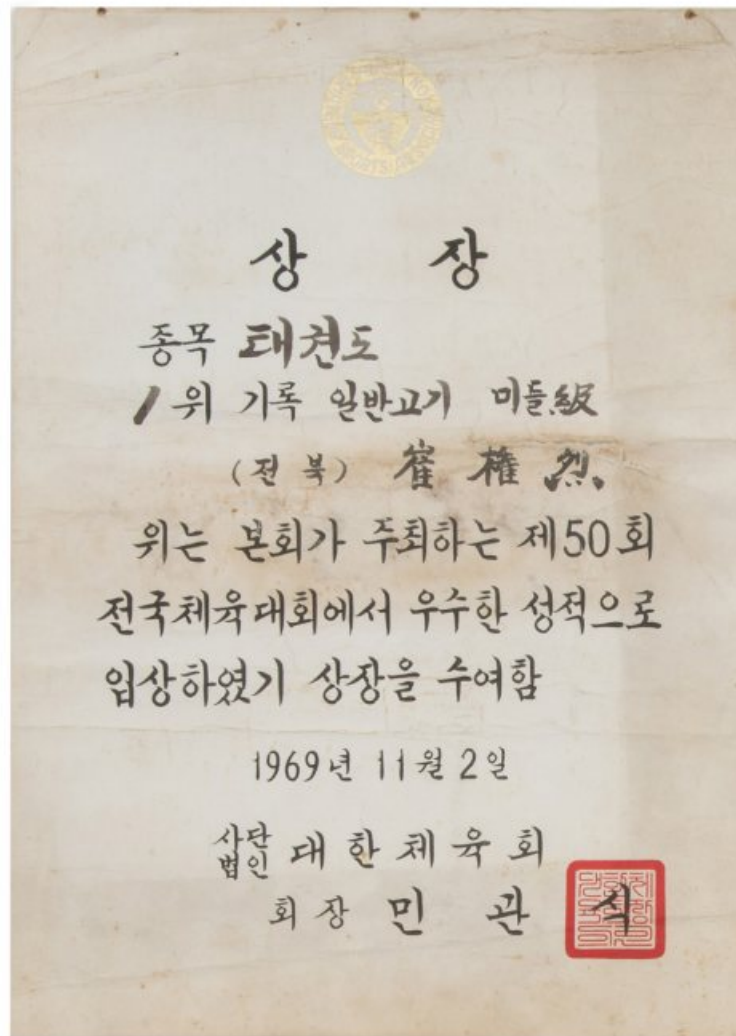 상 장
종목 태권도
1위 기록 일반고기 미들級
(전북) 崔權烈
위는 본회가 주최하는 제50회
전국체육대회에서 우수한 성적으로
입상하였기 상장을 수여함
1969년 11월 2일
사단법인 대한체육회
회장 민관식